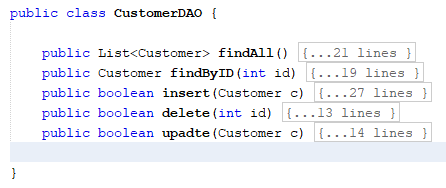 public class CustomerDAO {
public List<Customer> findAll() {...21 lines }
public Customer findByID(int id) {...19 lines }
public boolean insert(Customer c) {...27 lines }
public boolean delete(int id) {...13 lines }
public boolean upadte(Customer c) {...14 lines }
}